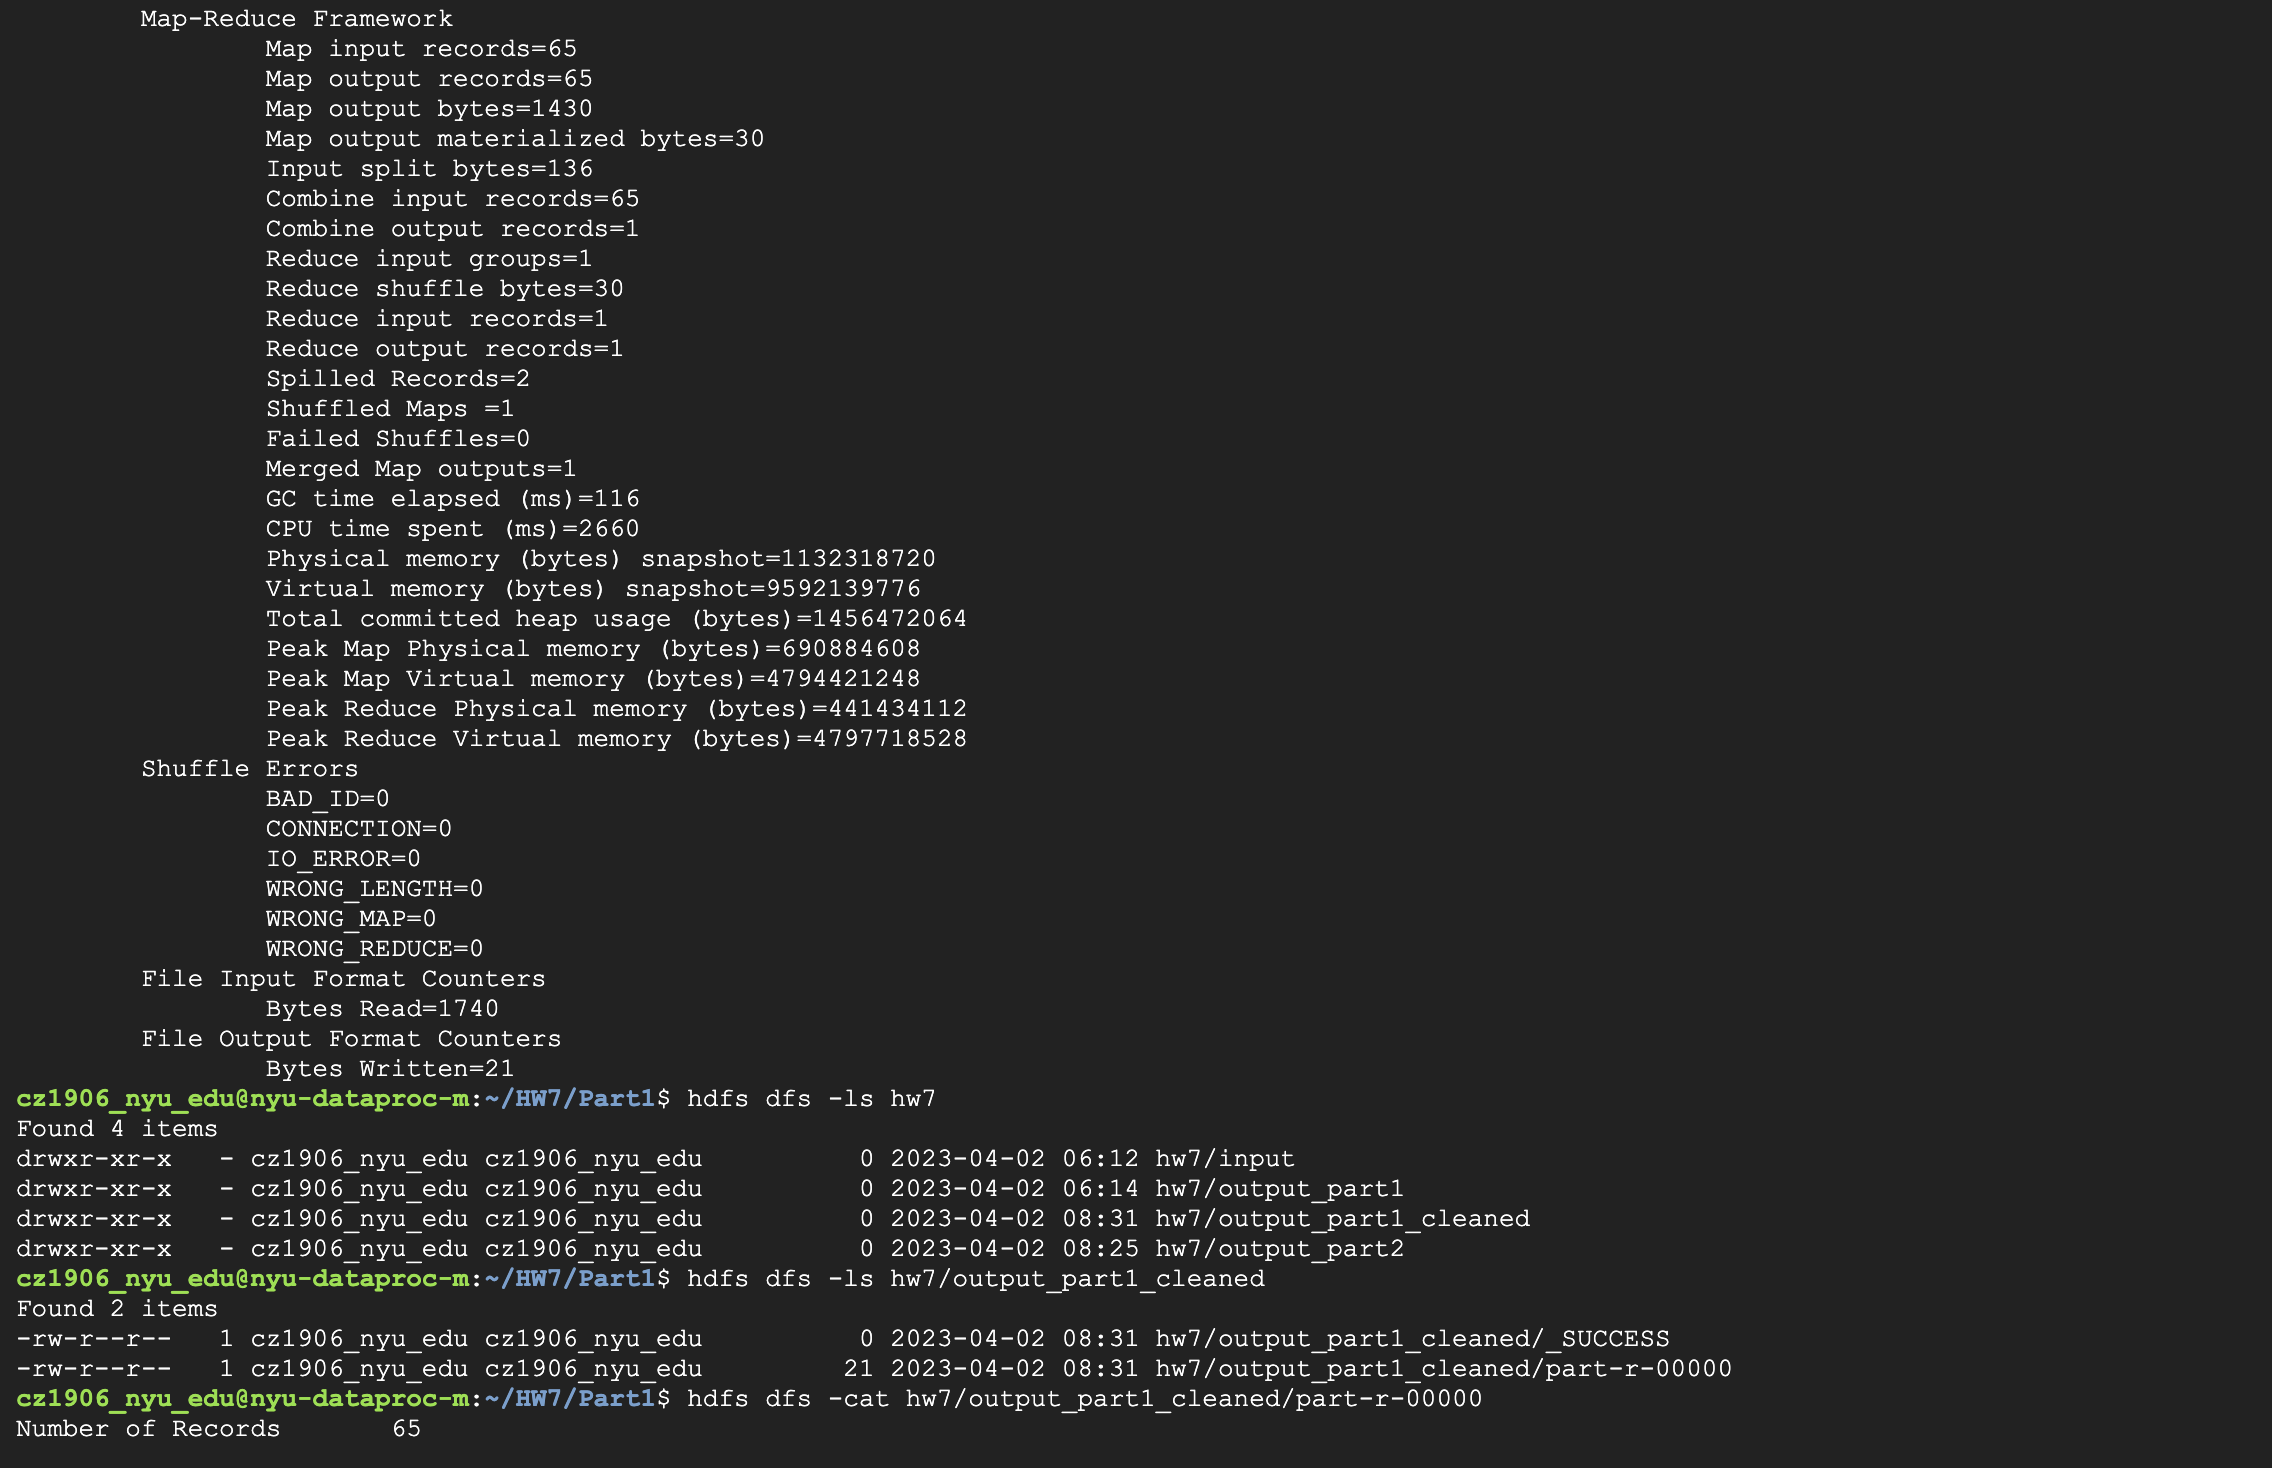 Map-Reduce Framework
Map input records=65
Map output records=65
Map output bytes=1430
Map output materialized bytes=30
Input split bytes=136
Combine input records=65
Combine output records=1
Reduce input groups=1
Reduce shuffle bytes=30
Reduce input records=1
Reduce output records=1
Spilled Records=2
Shuffled Maps =1
Failed Shuffles=0
Merged Map outputs=1
GC time elapsed (ms)=116
CPU time spent (ms)=2660
Physical memory (bytes) snapshot=1132318720
Virtual memory (bytes) snapshot=9592139776
Total committed heap usage (bytes)=1456472064
Peak Map Physical memory (bytes)=690884608
Peak Map Virtual memory (bytes)=4794421248
Peak Reduce Physical memory (bytes)=441434112
Peak Reduce Virtual memory (bytes)=4797718528
Shuffle Errors
BAD_ID=0
CONNECTION=0
IO_ERROR=0
WRONG_LENGTH=0
WRONG_MAP=0
WRONG_REDUCE=0
File Input Format Counters
Bytes Read=1740
File Output Format Counters
Bytes Written=21
cz1906_nyu_edu@nyu-dataproc-m:~/HW7/Part1$ hdfs dfs -ls hw7
Found 4 items
drwxr-xr-x   - cz1906_nyu_edu cz1906_nyu_edu          0 2023-04-02 06:12 hw7/input
drwxr-xr-x   - cz1906_nyu_edu cz1906_nyu_edu          0 2023-04-02 06:14 hw7/output_part1
drwxr-xr-x   - cz1906_nyu_edu cz1906_nyu_edu          0 2023-04-02 08:31 hw7/output_part1_cleaned
drwxr-xr-x   - cz1906_nyu_edu cz1906_nyu_edu          0 2023-04-02 08:25 hw7/output_part2
cz1906_nyu_edu@nyu-dataproc-m:~/HW7/Part1$ hdfs dfs -ls hw7/output_part1_cleaned
Found 2 items
-rw-r--r--   1 cz1906_nyu_edu cz1906_nyu_edu          0 2023-04-02 08:31 hw7/output_part1_cleaned/_SUCCESS
-rw-r--r--   1 cz1906_nyu_edu cz1906_nyu_edu         21 2023-04-02 08:31 hw7/output_part1_cleaned/part-r-00000
cz1906_nyu_edu@nyu-dataproc-m:~/HW7/Part1$ hdfs dfs -cat hw7/output_part1_cleaned/part-r-00000
Number of Records       65